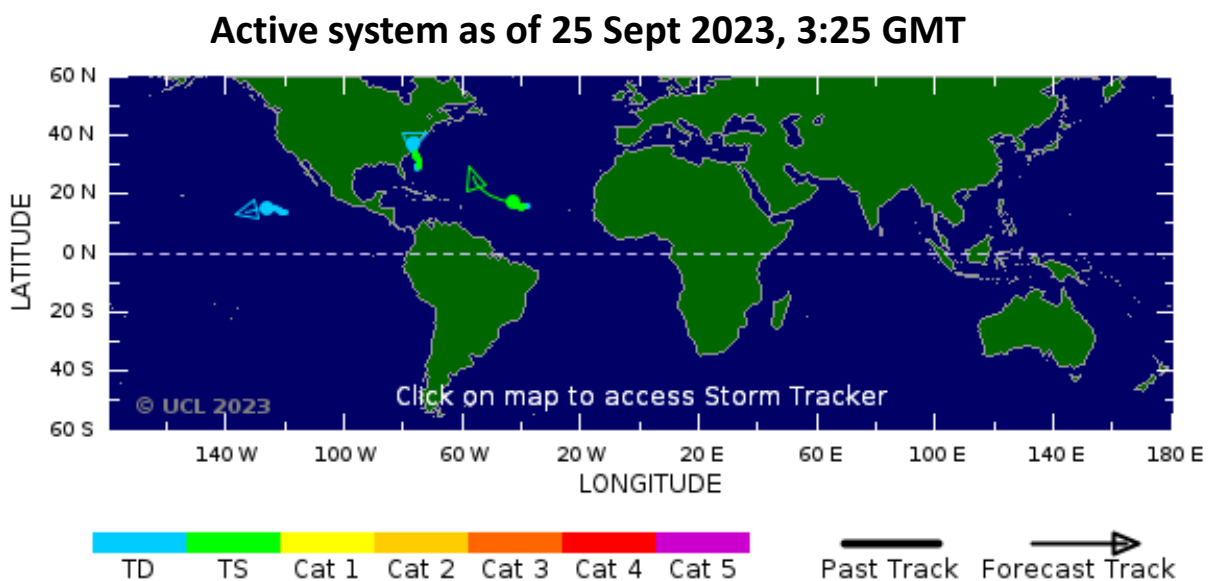 Active system as of 25 Sept 2023, 3:25 GMT
60 N
40 N
20 N
0 N
20 S
40 S
60 S
LATITUDE
Click on map to access Storm Tracker
© UCL 2023
140 W 100 W 60 W 20 W 20 E 60 E 100 E 140 E 180 E
LONGITUDE
TD TS Cat 1 Cat 2 Cat 3 Cat 4 Cat 5 Past Track Forecast Track